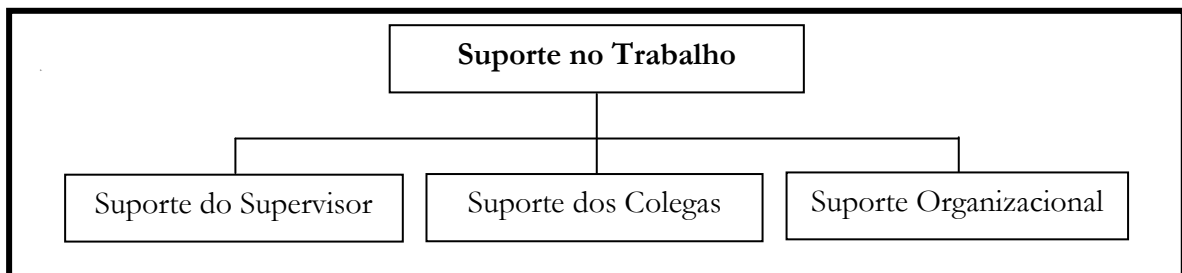 Suporte no Trabalho
Suporte do Supervisor
Suporte dos Colegas
Suporte Organizacional